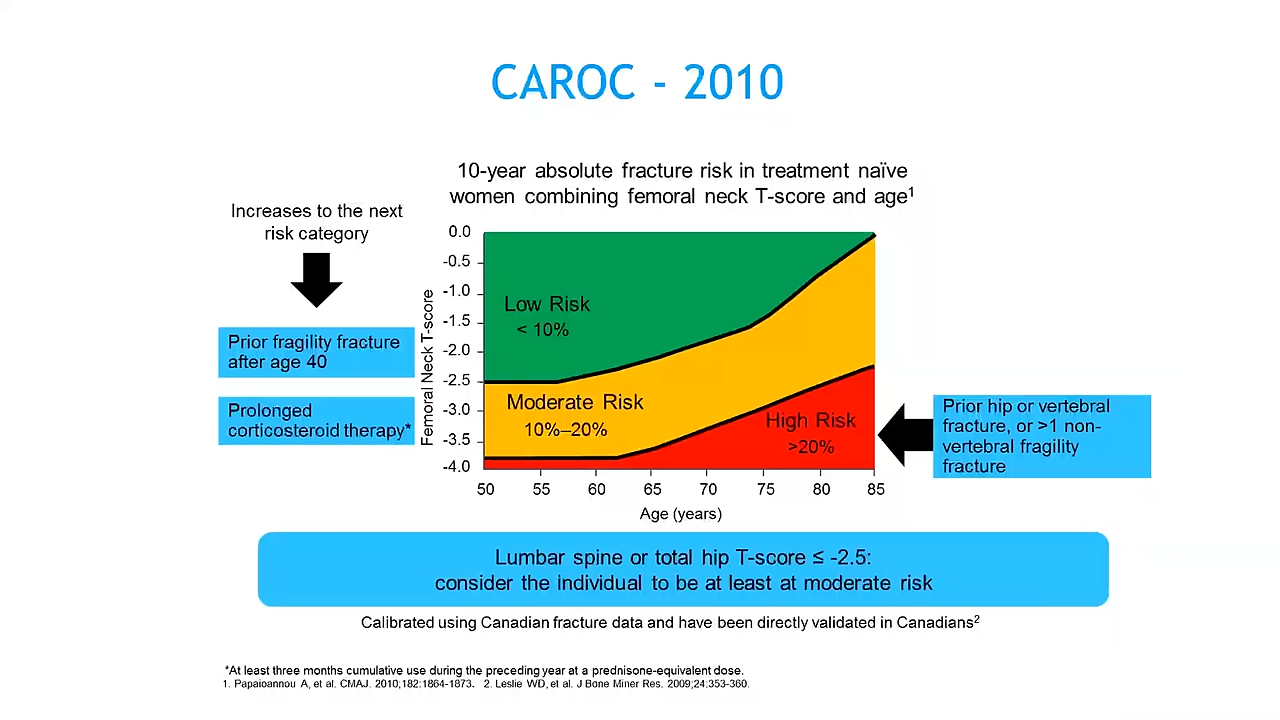 CAROC - 2010
10-year absolute fracture risk in treatment naïve
women combining femoral neck T-score and age¹
Increases to the next
risk category
Prior fragility fracture
after age 40
Prolonged
corticosteroid therapy*
Femoral Neck T-score
0.0
-0.5
-1.0
-1.5
-2.0
-2.5
-3.0
-3.5
-4.0
Low Risk
< 10%
Moderate Risk
10%–20%
High Risk
>20%
50 55 60 65 70 75 80 85
Age (years)
Prior hip or vertebral
fracture, or >1 non-
vertebral fragility
fracture
Lumbar spine or total hip T-score ≤ -2.5:
consider the individual to be at least at moderate risk
Calibrated using Canadian fracture data and have been directly validated in Canadians²
*At least three months cumulative use during the preceding year at a prednisone-equivalent dose.
1. Papaioannou A, et al. CMAJ. 2010;182:1864-1873. 2. Leslie WD, et al. J Bone Miner Res. 2009;24:353-360.